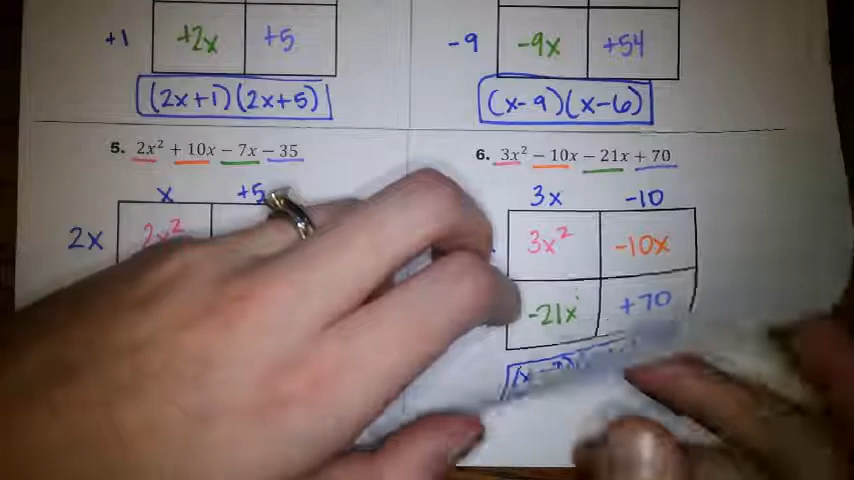 +1 +2x +5
(2x+1)(2x+5)
-9 -9x +54
(x-9)(x-6)
5. 2x² + 10x − 7x − 35
x +5
2x 2x²
6. 3x² − 10x − 21x + 70
3x -10
3x² -10x
-21x +70